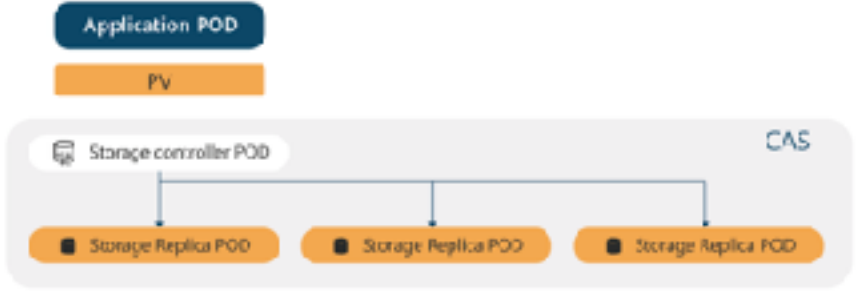 Application POD
PV
CAS
Storage controller POD
Storage Replica POD
Storage Replica POD
Storage Replica POD